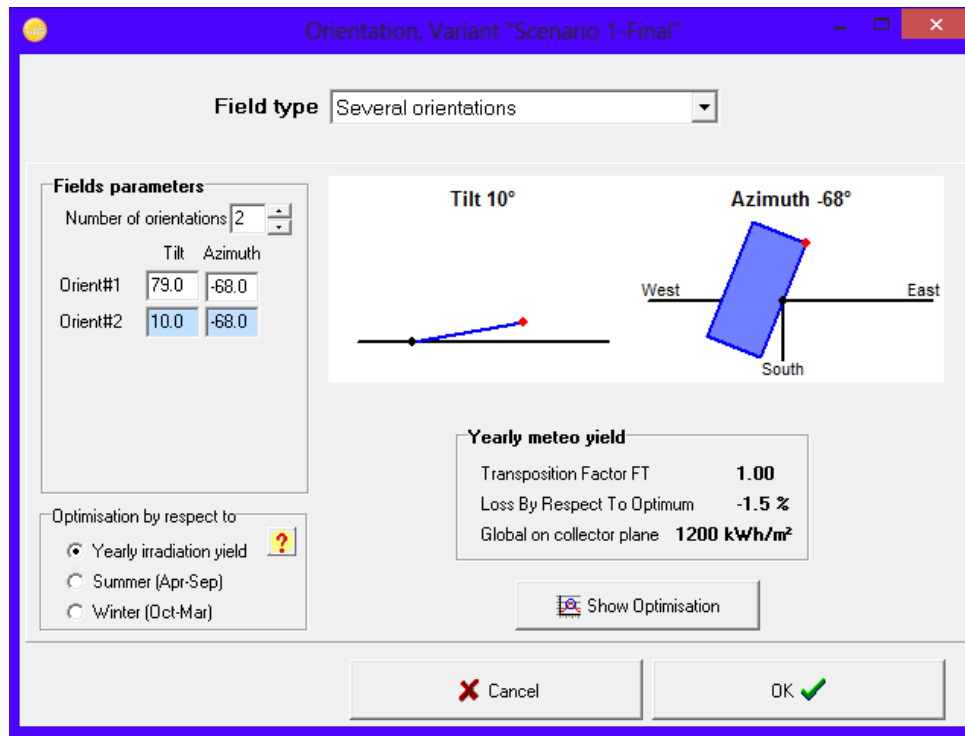 Orientation, Variant "Scenario 1-Final"
Field type Several orientations
Fields parameters
Number of orientations 2
Tilt Azimuth
Orient#1 79.0 -68.0
Orient#2 10.0 -68.0
Tilt 10°
Azimuth -68°
West
East
South
Yearly meteo yield
Transposition Factor FT 1.00
Loss By Respect To Optimum -1.5 %
Global on collector plane 1200 kWh/m²
Optimisation by respect to
Yearly irradiation yield ?
Summer (Apr-Sep)
Winter (Oct-Mar)
Show Optimisation
Cancel
OK